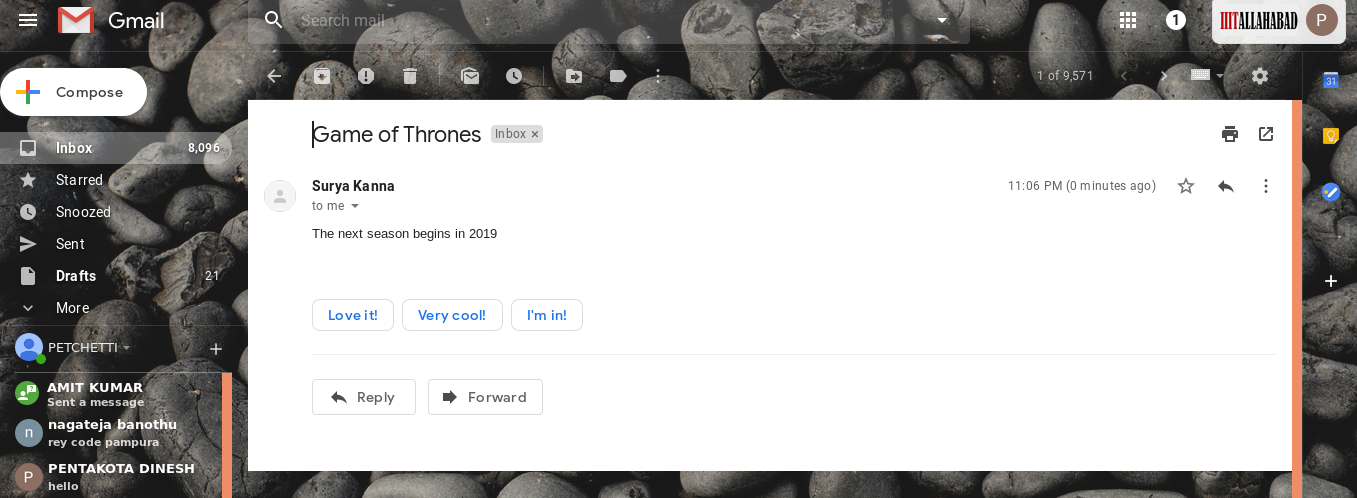 Gmail
Search mail
1
IIITALLAHABAD
P
Compose
1 of 9,571
31
Inbox 8,096
Starred
Snoozed
Sent
Drafts 21
More
PETCHETTI
AMIT KUMAR
Sent a message
n
nagateja banothu
rey code pampura
P
PENTAKOTA DINESH
hello
Game of Thrones Inbox ×
Surya Kanna 11:06 PM (0 minutes ago)
to me
The next season begins in 2019
Love it! Very cool! I'm in!
Reply Forward